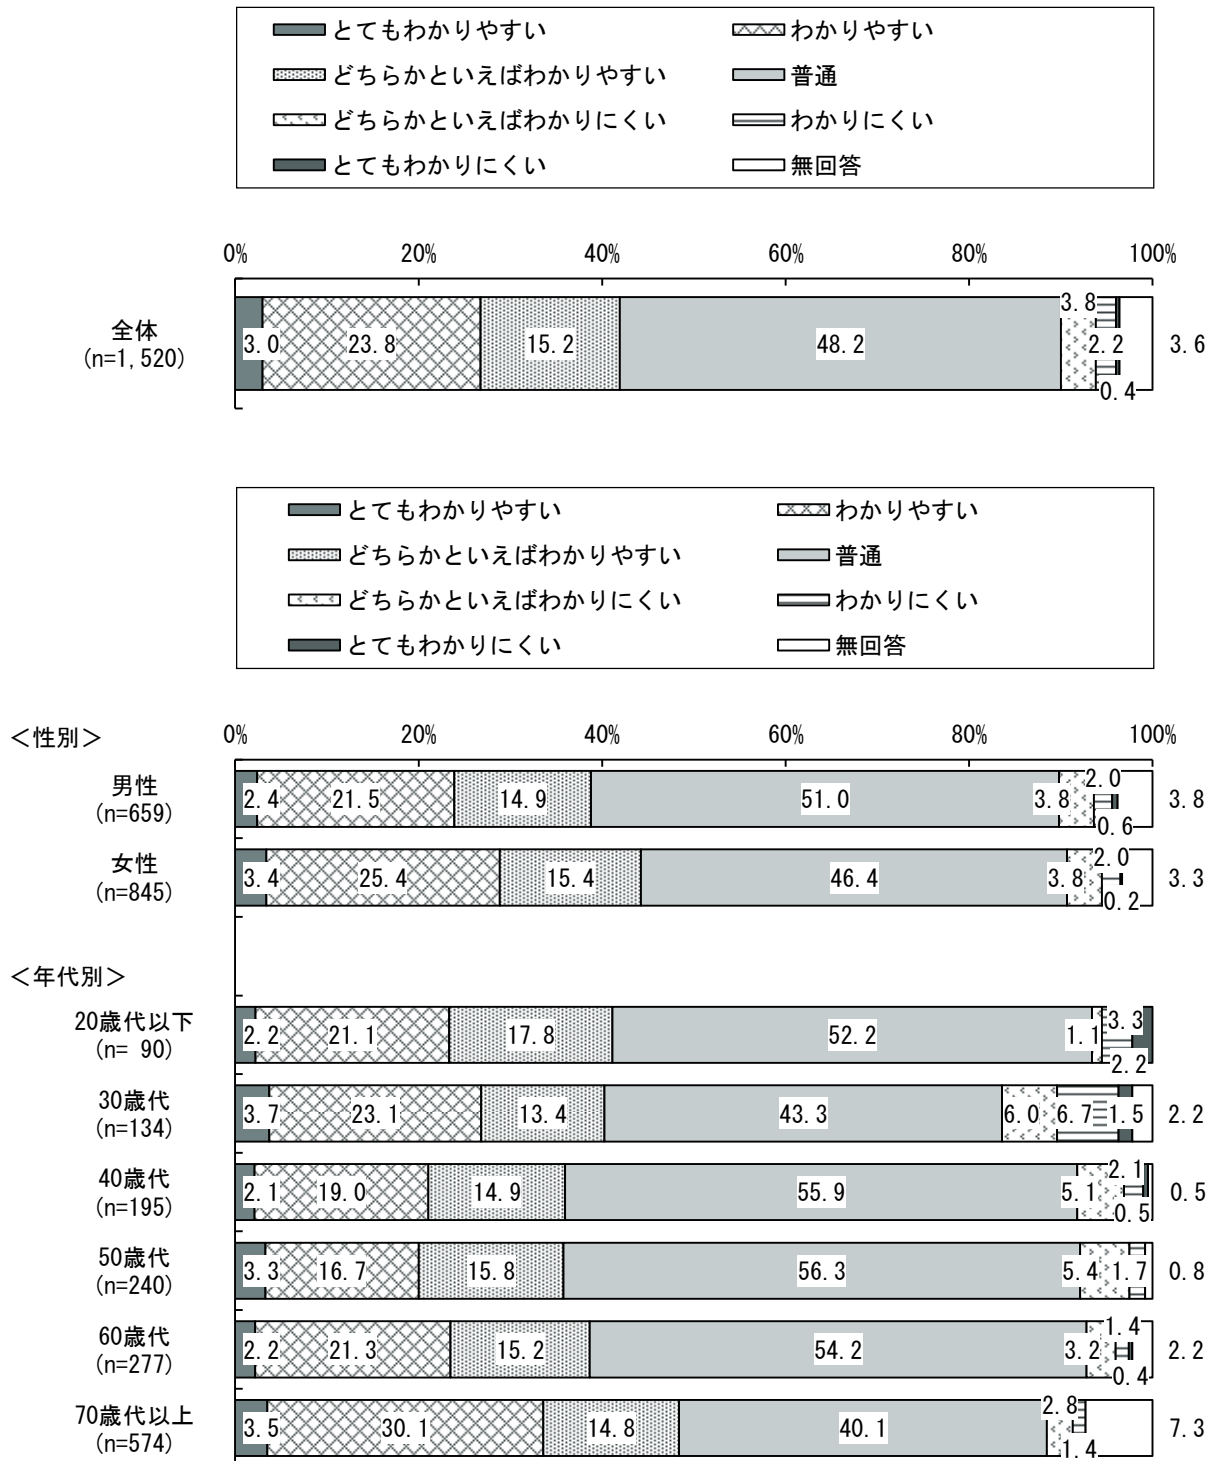 とてもわかりやすい わかりやすい
どちらかといえばわかりやすい 普通
どちらかといえばわかりにくい わかりにくい
とてもわかりにくい 無回答
0% 20% 40% 60% 80% 100%
全体
(n=1,520)
3.0 23.8 15.2 48.2 3.8 2.2 0.4 3.6
とてもわかりやすい わかりやすい
どちらかといえばわかりやすい 普通
どちらかといえばわかりにくい わかりにくい
とてもわかりにくい 無回答
＜性別＞ 0% 20% 40% 60% 80% 100%
男性
(n=659)
2.4 21.5 14.9 51.0 3.8 2.0 0.6 3.8
女性
(n=845)
3.4 25.4 15.4 46.4 3.8 2.0 0.2 3.3
＜年代別＞
20歳代以下
(n= 90)
2.2 21.1 17.8 52.2 1.1 3.3 2.2
30歳代
(n=134)
3.7 23.1 13.4 43.3 6.0 6.7 1.5 2.2
40歳代
(n=195)
2.1 19.0 14.9 55.9 5.1 2.1 0.5 0.5
50歳代
(n=240)
3.3 16.7 15.8 56.3 5.4 1.7 0.8
60歳代
(n=277)
2.2 21.3 15.2 54.2 3.2 1.4 0.4 2.2
70歳代以上
(n=574)
3.5 30.1 14.8 40.1 2.8 1.4 7.3